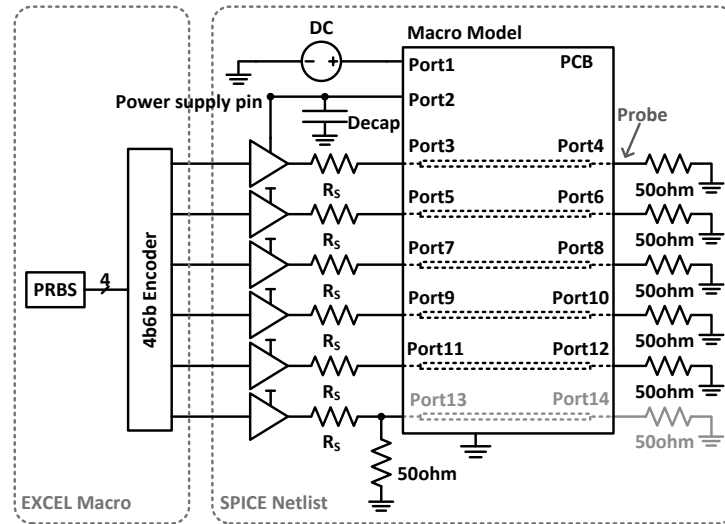 DC
Macro Model
Port1
PCB
Power supply pin
Port2
Decap
Probe
Port3
Port4
R_S
50ohm
Port5
Port6
R_S
50ohm
4b6b Encoder
Port7
Port8
R_S
50ohm
PRBS
4
Port9
Port10
R_S
50ohm
Port11
Port12
R_S
50ohm
Port13
Port14
R_S
50ohm
50ohm
EXCEL Macro
SPICE Netlist